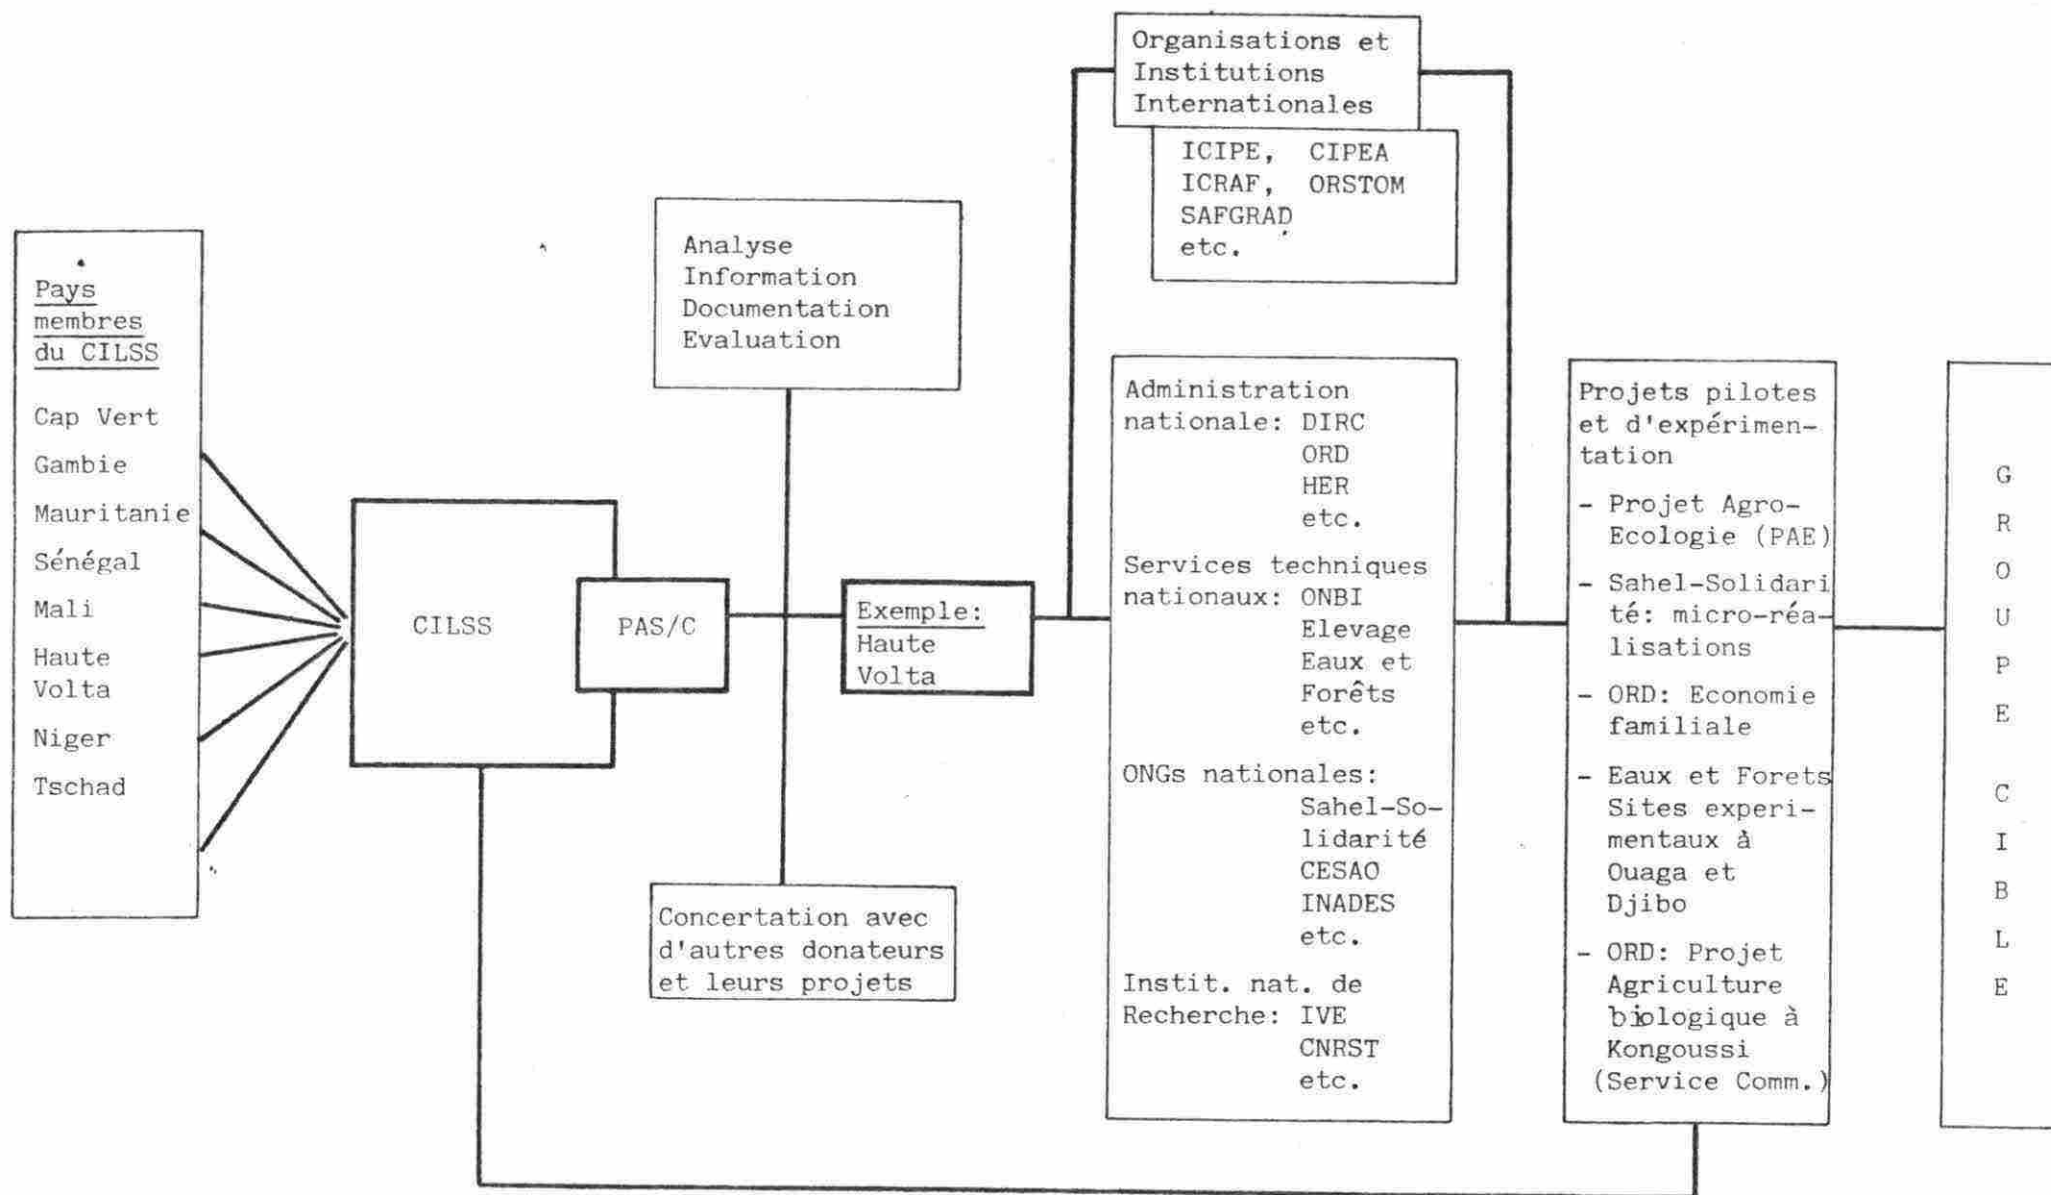 Pays
membres
du CILSS
Cap Vert
Gambie
Mauritanie
Sénégal
Mali
Haute
Volta
Niger
Tschad
CILSS
PAS/C
Analyse
Information
Documentation
Evaluation
Concertation avec
d'autres donateurs
et leurs projets
Exemple:
Haute
Volta
Organisations et
Institutions
Internationales
ICIPE, CIPEA
ICRAF, ORSTOM
SAFGRAD
etc.
Administration
nationale: DIRC
ORD
HER
etc.
Services techniques
nationaux: ONBI
Elevage
Eaux et
Forêts
etc.
ONGs nationales:
Sahel-So-
lidarité
CESAO
INADES
etc.
Instit. nat. de
Recherche: IVE
CNRST
etc.
Projets pilotes
et d'expérimen-
tation
- Projet Agro-
Ecologie (PAE)
- Sahel-Solidari
té: micro-réa-
lisations
- ORD: Economie
familiale
- Eaux et Forets
Sites experi-
mentaux à
Ouaga et
Djibo
- ORD: Projet
Agriculture
biologique à
Kongoussi
(Service Comm.)
G
R
O
U
P
E
C
I
B
L
E